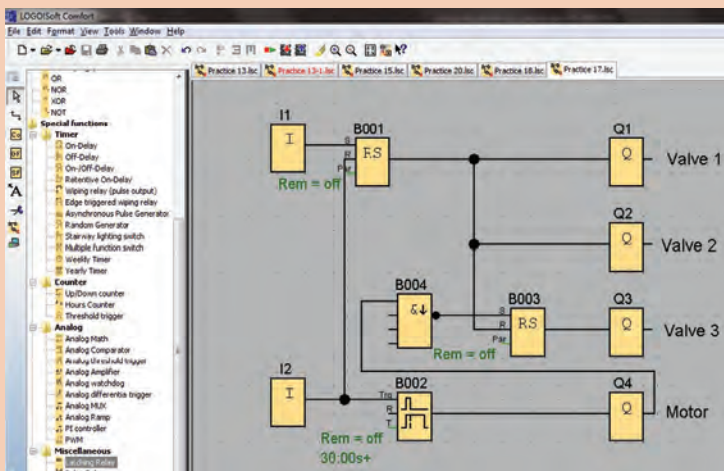 LOGO!Soft Comfort
File Edit Format View Tools Window Help
Practice 13.lsc Practice 13-1.lsc Practice 15.lsc Practice 20.lsc Practice 16.lsc Practice 17.lsc
OR
NOR
XOR
NOT
Special functions
Timer
On-Delay
Off-Delay
On-/Off-Delay
Retentive On-Delay
Wiping relay (pulse output)
Edge triggered wiping relay
Asynchronous Pulse Generator
Random Generator
Stairway lighting switch
Multiple function switch
Weekly Timer
Yearly Timer
Counter
Up/Down counter
Hours Counter
Threshold trigger
Analog
Analog Math
Analog Comparator
Analog threshold trigger
Analog Amplifier
Analog watchdog
Analog differential trigger
Analog MUX
Analog Ramp
PI controller
PWM
Miscellaneous
Latching Relay
I1
I
B001
S
R
Par
RS
Rem = off
Q1
Q
Valve 1
Q2
Q
Valve 2
B004
&↓
B003
S
R
Par
RS
Rem = off
Q3
Q
Valve 3
I2
I
B002
Trg
R
T
Rem = off
30:00s+
Q4
Q
Motor